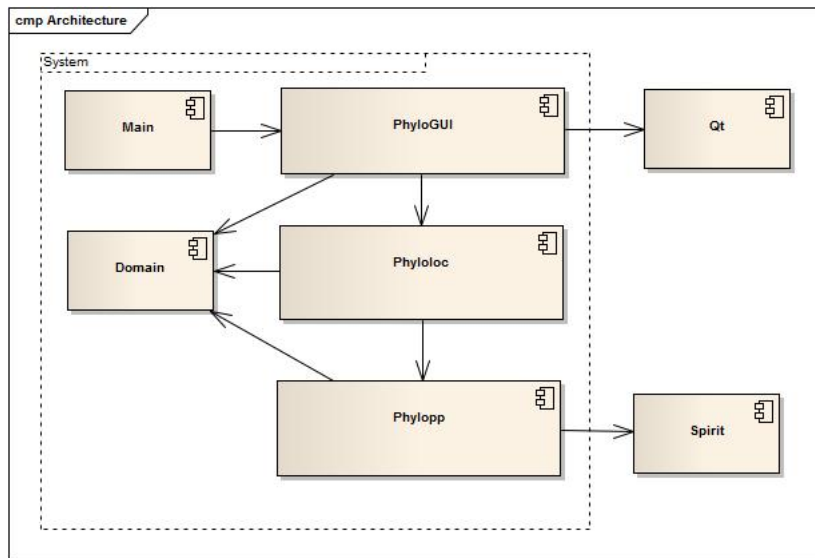 cmp Architecture
System
Main
PhyloGUI
Qt
Domain
Phyloloc
Phylopp
Spirit